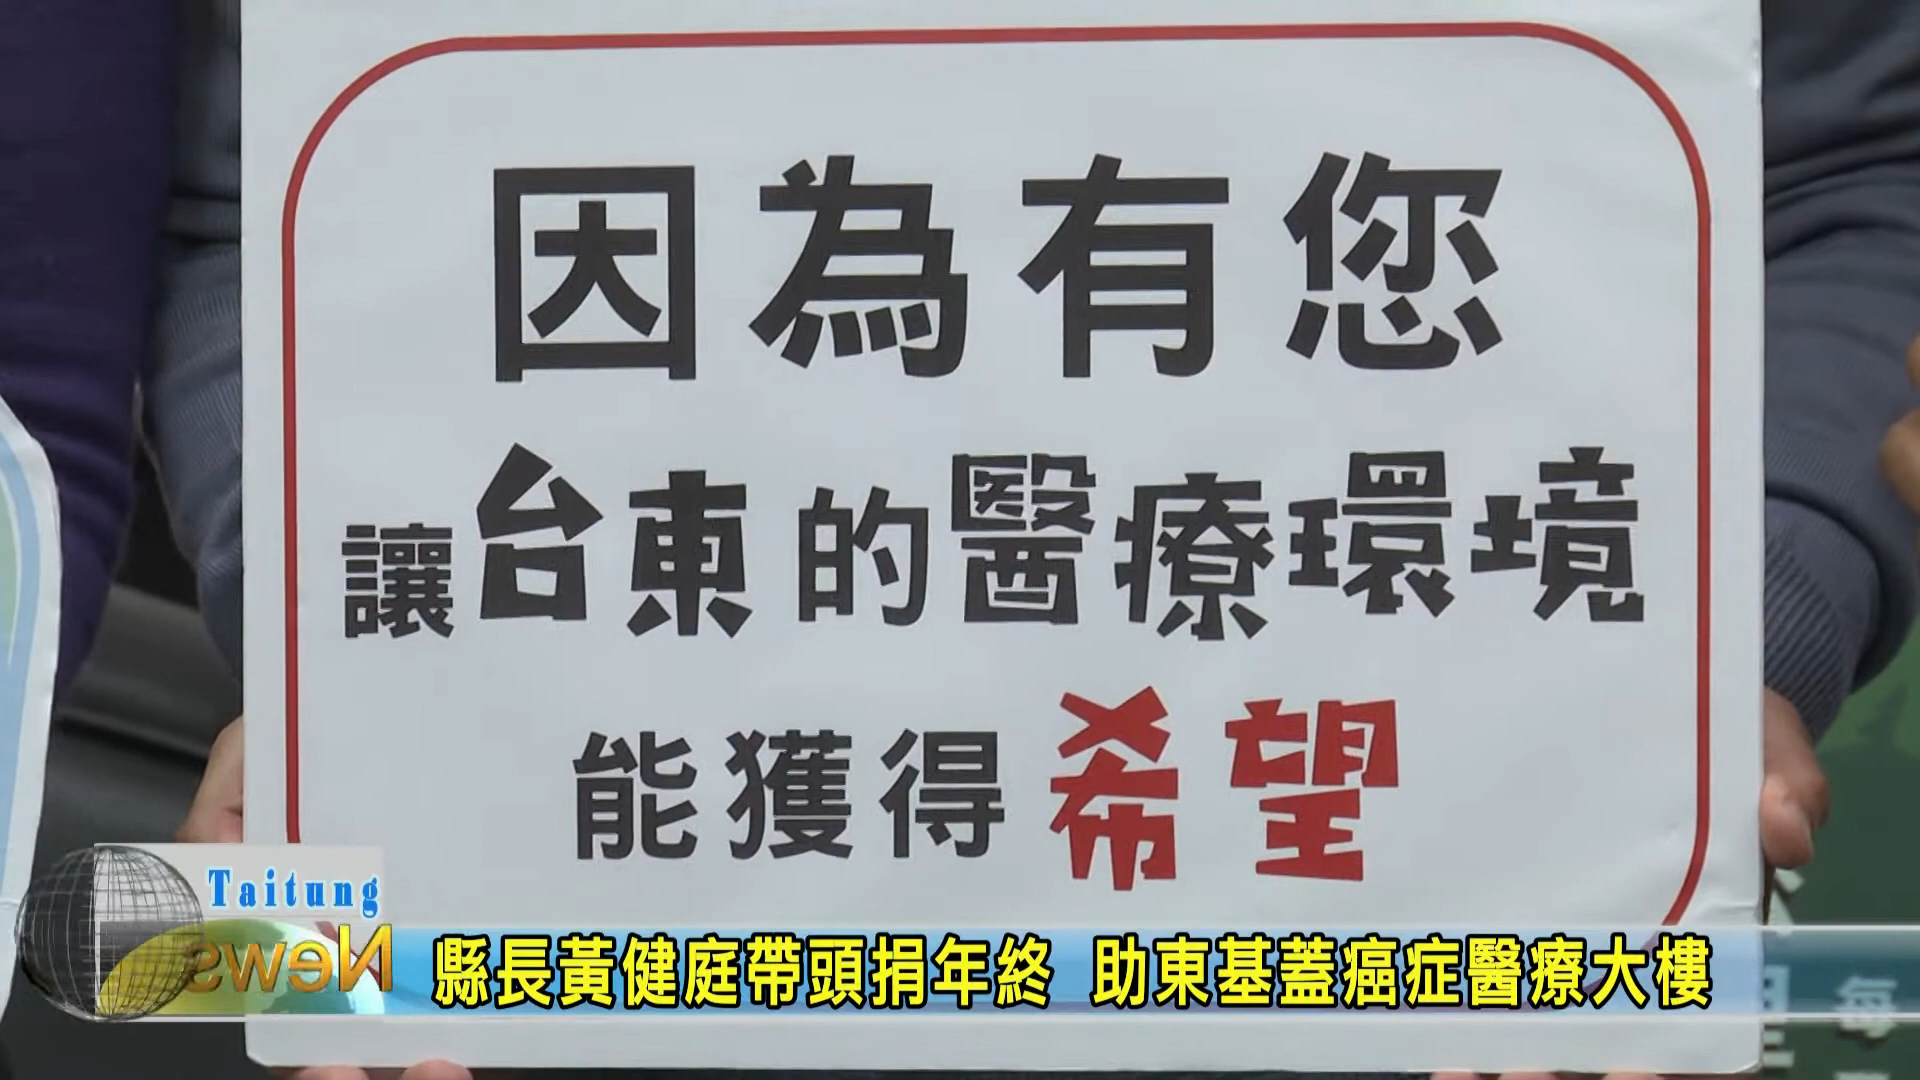 因為有您
讓台東的醫療環境
能獲得希望
Taitung
News
縣長黃健庭帶頭捐年終 助東基蓋癌症醫療大樓
每